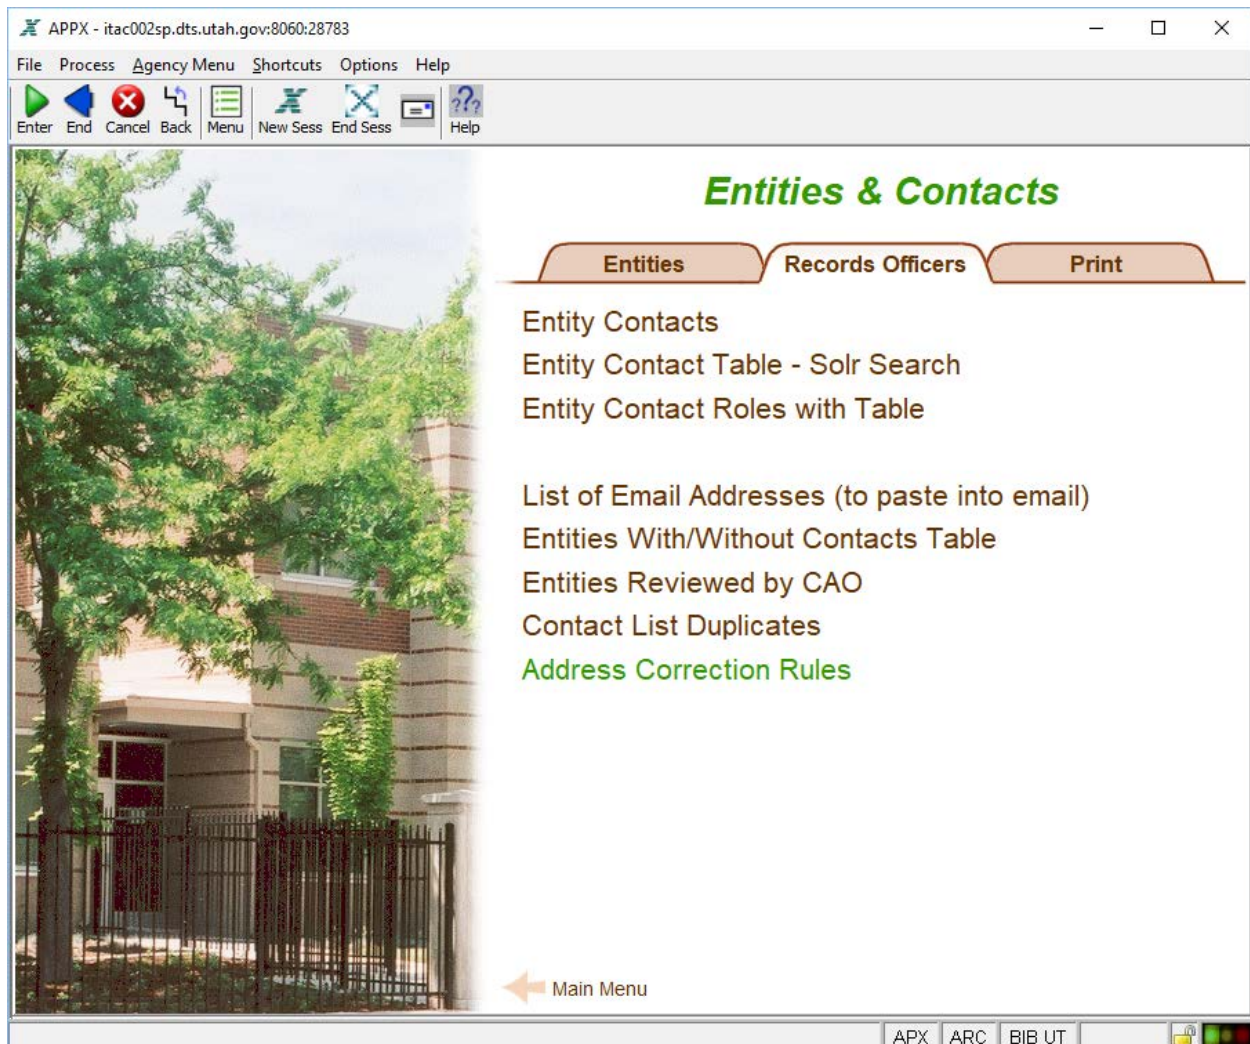 APPX - itac002sp.dts.utah.gov:8060:28783
File Process Agency Menu Shortcuts Options Help
Enter End Cancel Back Menu New Sess End Sess Help
Entities & Contacts
Entities Records Officers Print
Entity Contacts
Entity Contact Table - Solr Search
Entity Contact Roles with Table
List of Email Addresses (to paste into email)
Entities With/Without Contacts Table
Entities Reviewed by CAO
Contact List Duplicates
Address Correction Rules
Main Menu
APX ARC BIB UT